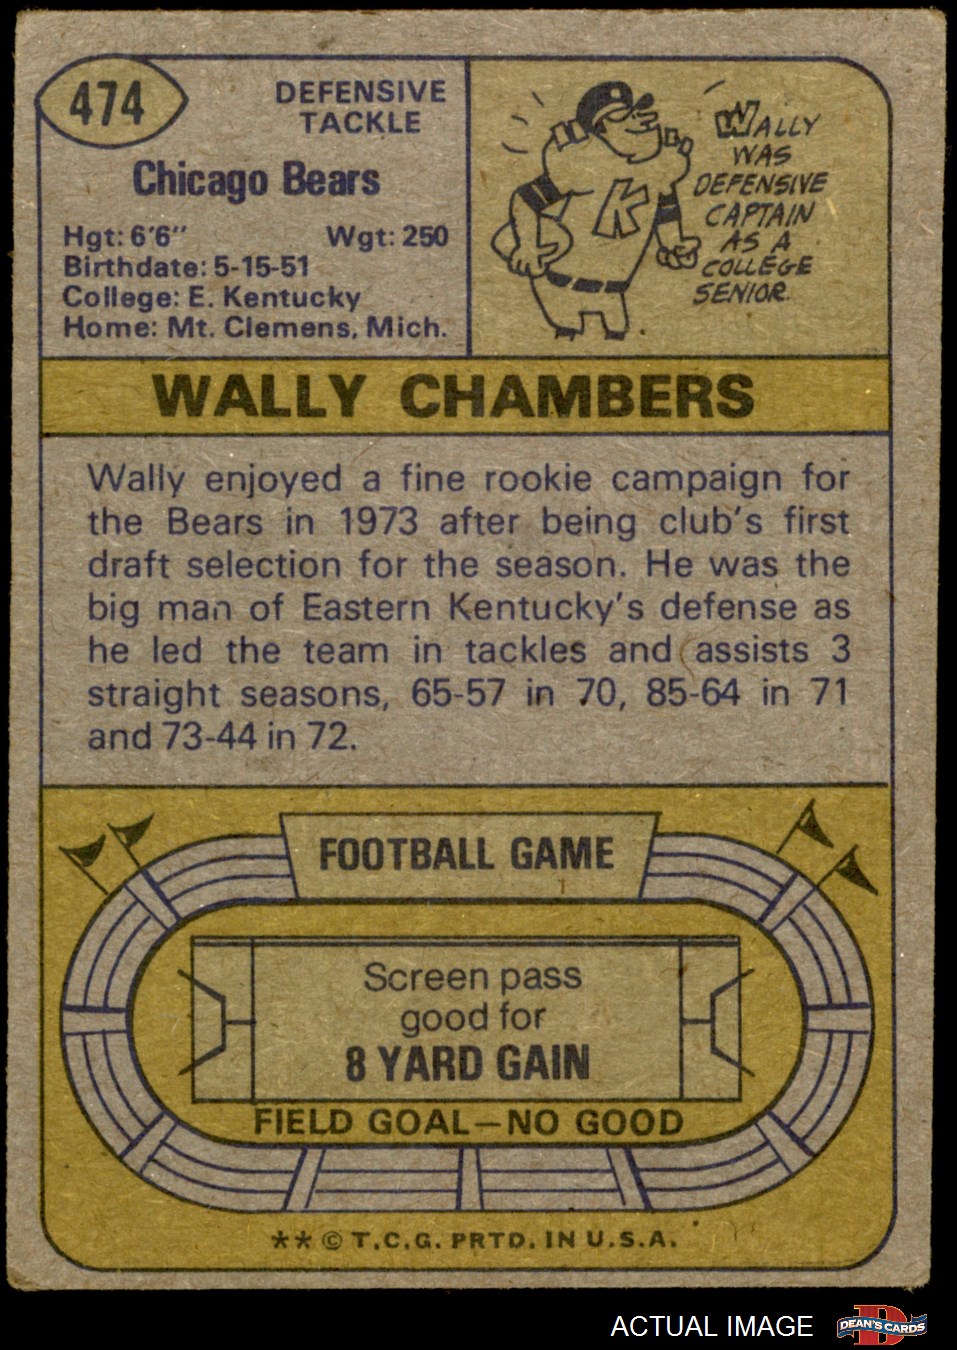 474
DEFENSIVE
TACKLE
Chicago Bears
Hgt: 6'6" Wgt: 250
Birthdate: 5-15-51
College: E. Kentucky
Home: Mt. Clemens, Mich.
K
WALLY
WAS
DEFENSIVE
CAPTAIN
AS A
COLLEGE
SENIOR.
WALLY CHAMBERS
Wally enjoyed a fine rookie campaign for
the Bears in 1973 after being club's first
draft selection for the season. He was the
big man of Eastern Kentucky's defense as
he led the team in tackles and assists 3
straight seasons, 65-57 in 70, 85-64 in 71
and 73-44 in 72.
FOOTBALL GAME
Screen pass
good for
8 YARD GAIN
FIELD GOAL—NO GOOD
** © T.C.G. PRTD. IN U.S.A.
ACTUAL IMAGE
D
DEAN'S CARDS